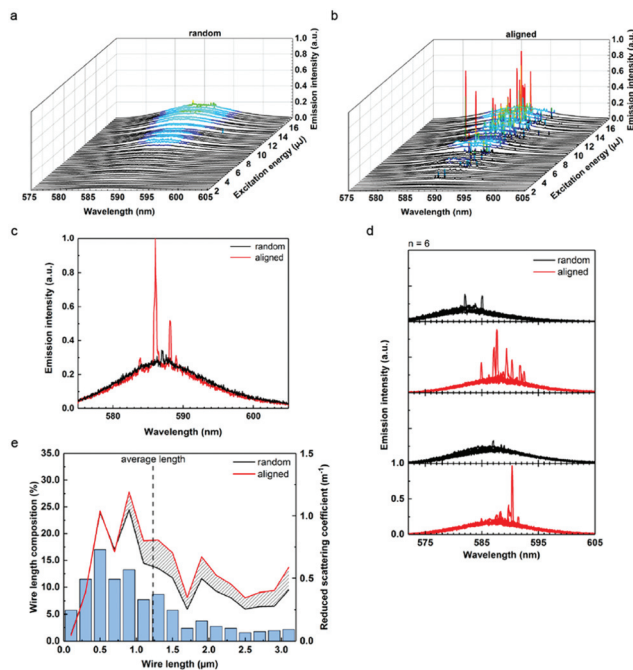 a
random
1.0
0.8
0.6
0.4
0.2
0.0
Emission intensity (a.u.)
16
14
12
10
8
6
4
2
Excitation energy (µJ)
575 580 585 590 595 600 605
Wavelength (nm)
b
aligned
1.0
0.8
0.6
0.4
0.2
0.0
Emission intensity (a.u.)
16
14
12
10
8
6
4
2
Excitation energy (µJ)
575 580 585 590 595 600 605
Wavelength (nm)
c
random
aligned
1.0
0.8
0.6
0.4
0.2
0.0
Emission intensity (a.u.)
580 590 600
Wavelength (nm)
d
n = 6
random
aligned
Emission intensity (a.u.)
1.0
0.5
0.0
575 585 595 605
Wavelength (nm)
e
average length
random
aligned
35.0
30.0
25.0
20.0
15.0
10.0
5.0
0.0
Wire length composition (%)
1.5
1.0
0.5
0.0
Reduced scattering coefficient (m⁻¹)
0.0 0.5 1.0 1.5 2.0 2.5 3.0
Wire length (µm)